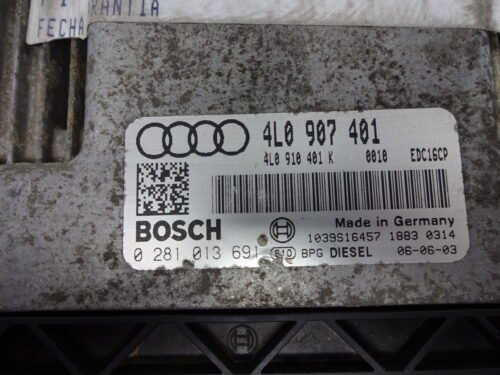 GARANTIA
FECHA
4L0 907 401
4L0 910 401 K 0010 EDC16CP
BOSCH
Made in Germany
1039S16457 1883 0314
0 281 013 691 BPG DIESEL 06-06-03